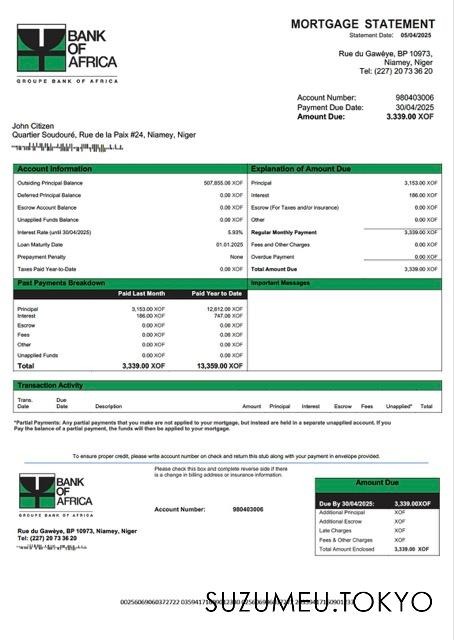 BANK
OF
AFRICA
GROUPE BANK OF AFRICA
MORTGAGE STATEMENT
Statement Date: 05/04/2025
Rue du Gawèye, BP 10973,
Niamey, Niger
Tel: (227) 20 73 36 20
Account Number: 980403006
Payment Due Date: 30/04/2025
Amount Due: 3.339.00 XOF
John Citizen
Quartier Soudouré, Rue de la Paix #24, Niamey, Niger
Account Information
Outsiding Principal Balance 507,855.00 XOF
Deferred Principal Balance 0.00 XOF
Escrow Account Balance 0.00 XOF
Unapplied Funds Balance 0.00 XOF
Interest Rate (until 30/04/2025) 5.93%
Loan Maturity Date 01.01.2025
Prepayment Penalty None
Taxes Paid Year-to-Date 0.00 XOF
Explanation of Amount Due
Principal 3,153.00 XOF
Interest 186.00 XOF
Escrow (For Taxes and/or insurance) 0.00 XOF
Other 0.00 XOF
Regular Monthly Payment 3,339.00 XOF
Fees and Other Charges 0.00 XOF
Overdue Payment 0.00 XOF
Total Amount Due 3,339.00 XOF
Past Payments Breakdown
Paid Last Month Paid Year to Date
Principal 3,153.00 XOF 12,612.00 XOF
Interest 186.00 XOF 747.00 XOF
Escrow 0.00 XOF 0.00 XOF
Fees 0.00 XOF 0.00 XOF
Other 0.00 XOF 0.00 XOF
Unapplied Funds 0.00 XOF 0.00 XOF
Total 3,339.00 XOF 13,359.00 XOF
Important Messages
Transaction Activity
Trans. Date Due Date Description Amount Principal Interest Escrow Fees Unapplied* Total
*Partial Payments: Any partial payments that you make are not applied to your mortgage, but instead are held in a separate unapplied account. If you
Pay the balance of a partial payment, the funds will then be applied to your mortgage.
To ensure proper credit, please write account number on check and return this stub along with your payment in envelope provided.
BANK
OF
AFRICA
GROUPE BANK OF AFRICA
Rue du Gawèye, BP 10973, Niamey, Niger
Tel: (227) 20 73 36 20
Please check this box and complete reverse side if there
is a change in billing address or insurance information.
Account Number: 980403006
Amount Due
Due By 30/04/2025: 3,339.00XOF
Additional Principal XOF
Additional Escrow XOF
Late Charges XOF
Fees & Other Charges XOF
Total Amount Enclosed 3,339.00 XOF
SUZUMEU.TOKYO